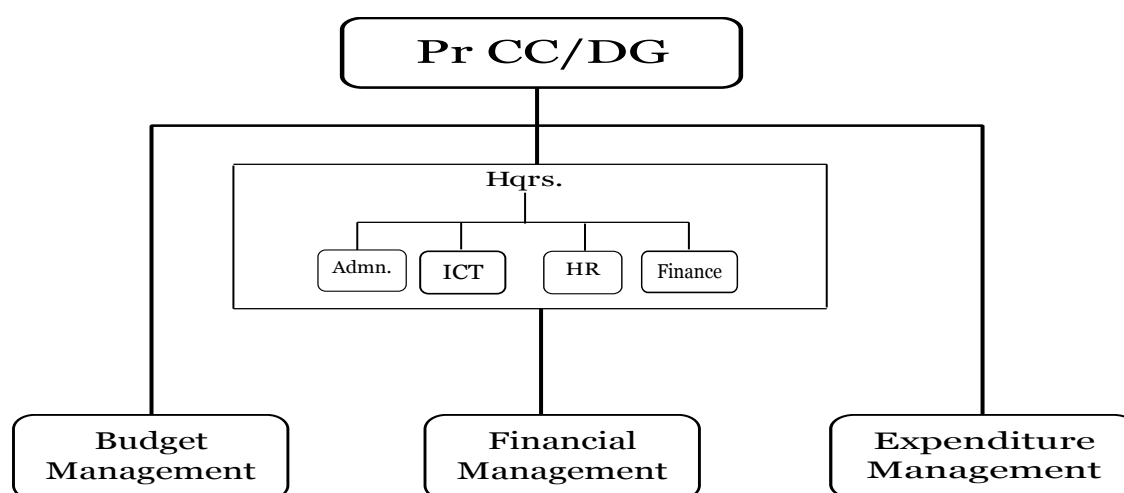 Pr CC/DG
Hqrs.
Admn.
ICT
HR
Finance
Budget
Management
Financial
Management
Expenditure
Management